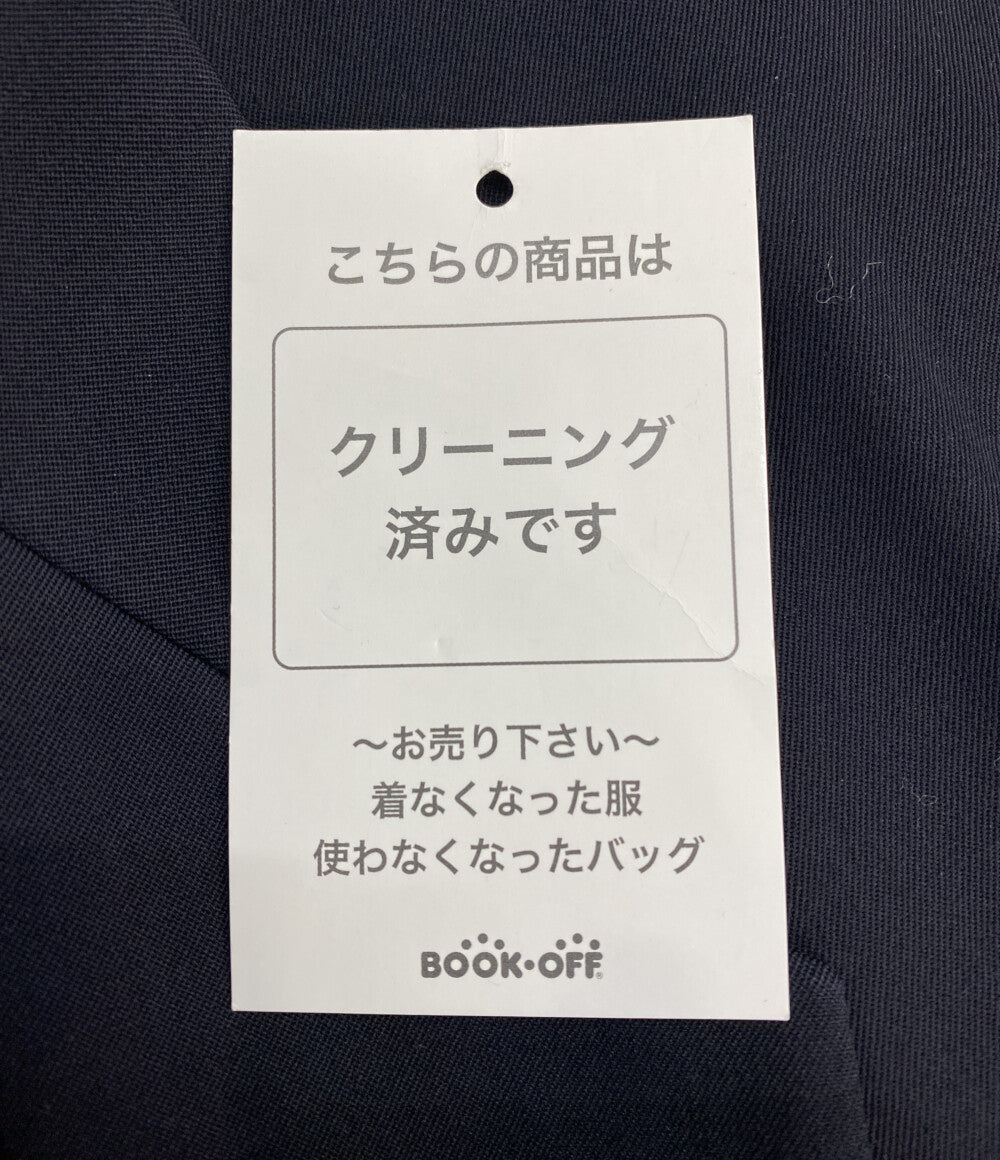 こちらの商品は
クリーニング
済みです
〜お売り下さい〜
着なくなった服
使わなくなったバッグ
BOOK・OFF®